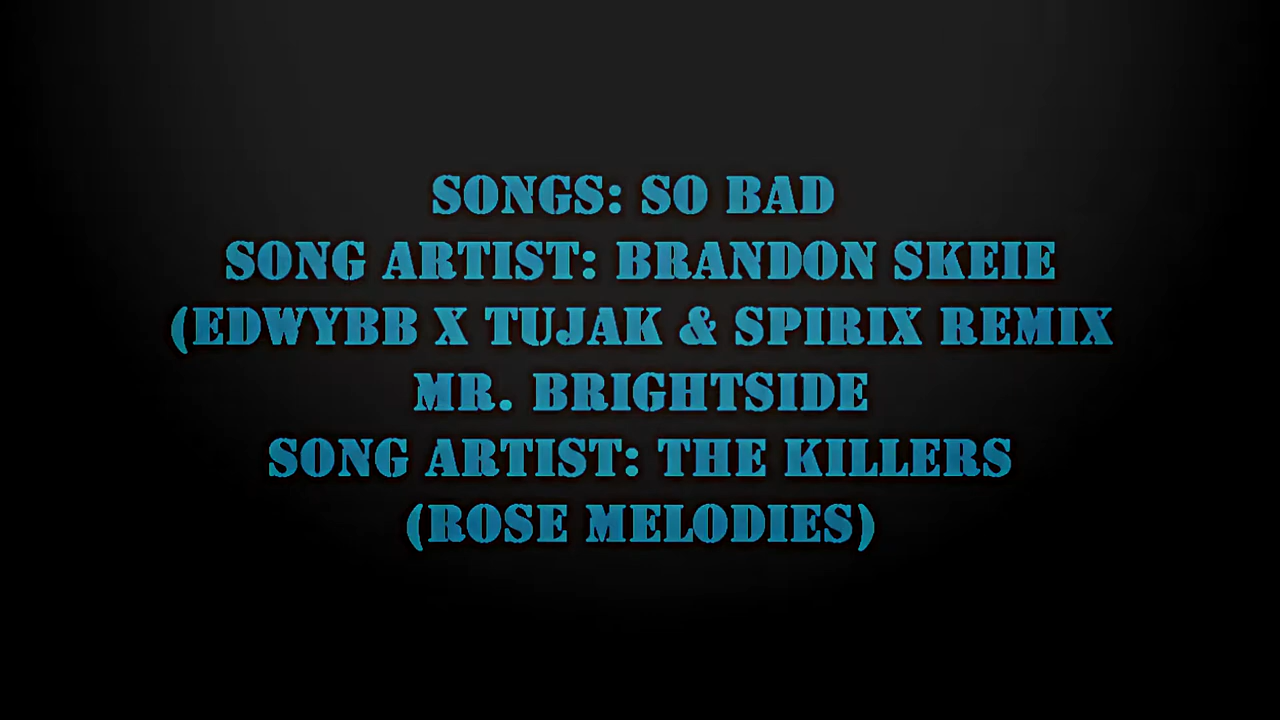 SONGS: SO BAD
SONG ARTIST: BRANDON SKEIE
(EDWYBB X TUJAK & SPIRIX REMIX
MR. BRIGHTSIDE
SONG ARTIST: THE KILLERS
(ROSE MELODIES)